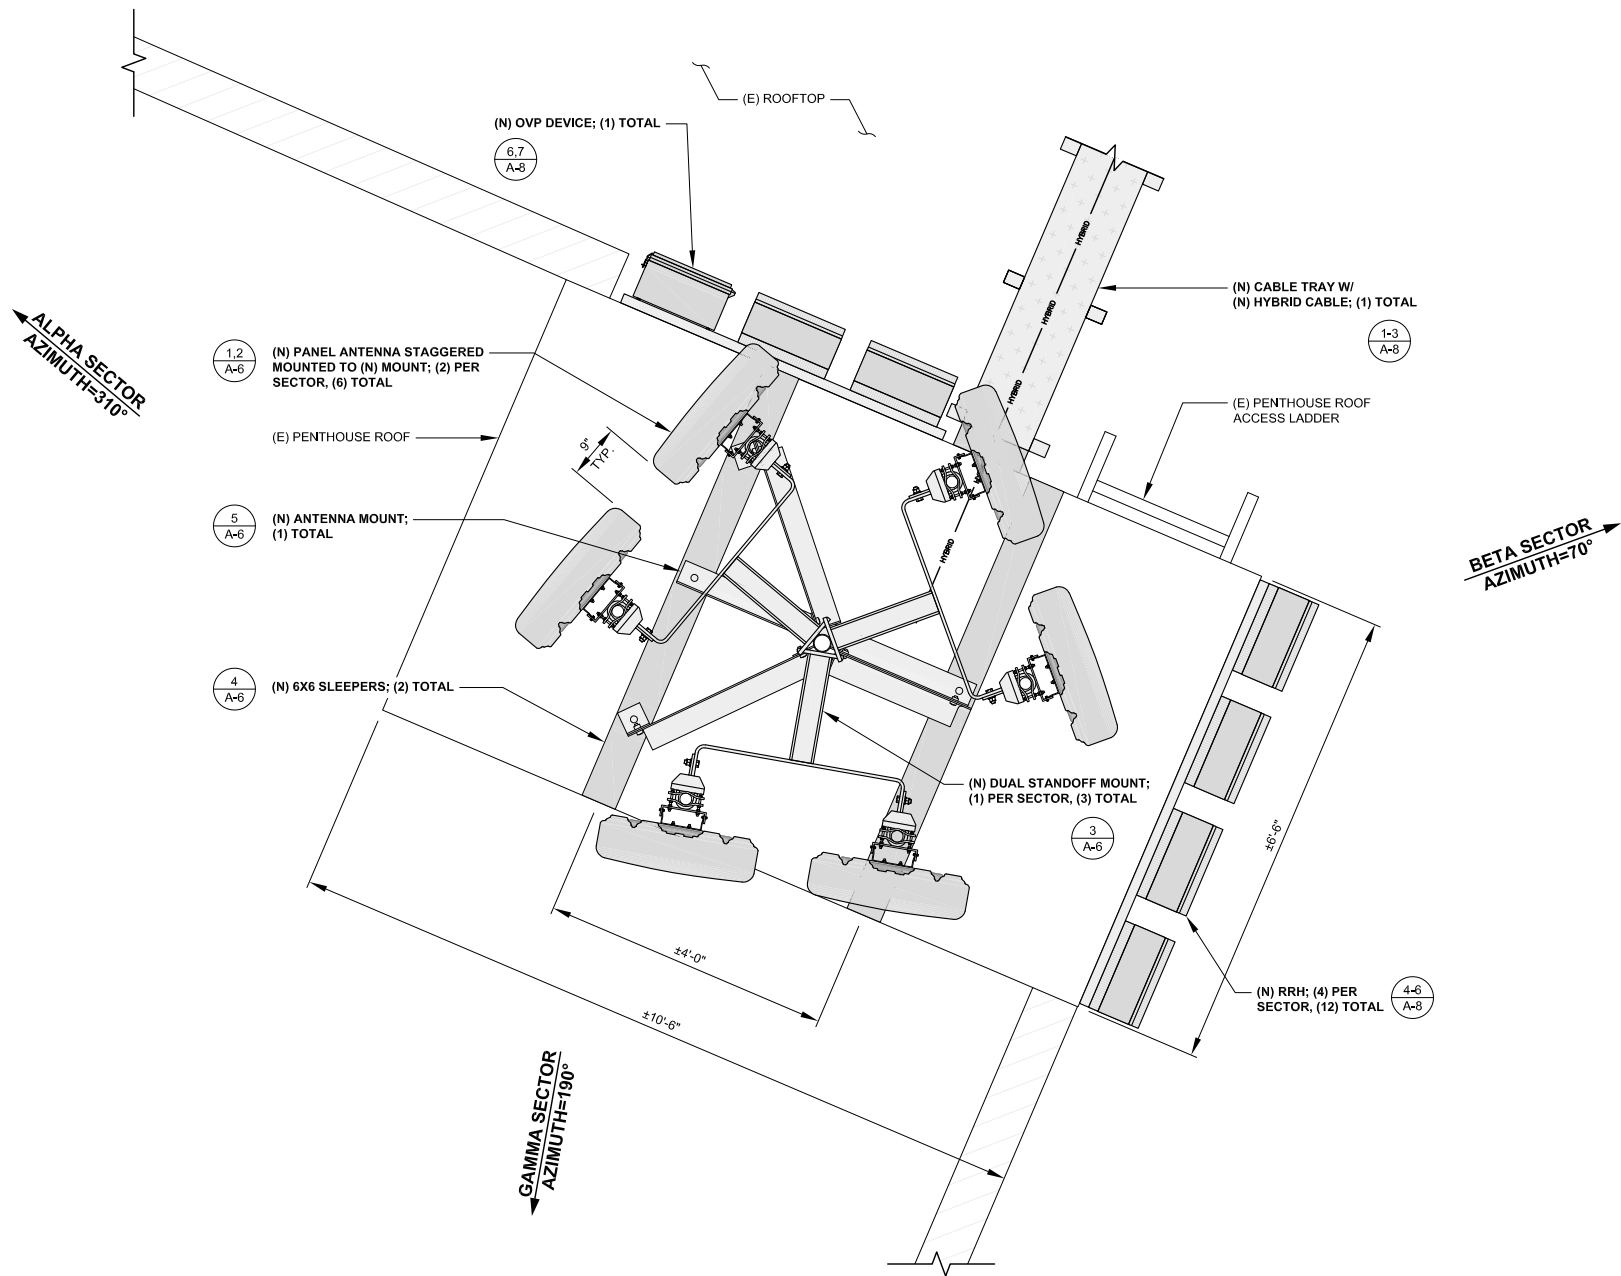 (E) ROOFTOP
(N) OVP DEVICE; (1) TOTAL
6,7
A-8
HYBRID
HYBRID
HYBRID
HYBRID
(N) CABLE TRAY W/
(N) HYBRID CABLE; (1) TOTAL
1-3
A-8
ALPHA SECTOR
AZIMUTH=310°
1,2
A-6
(N) PANEL ANTENNA STAGGERED
MOUNTED TO (N) MOUNT; (2) PER
SECTOR, (6) TOTAL
(E) PENTHOUSE ROOF
ACCESS LADDER
(E) PENTHOUSE ROOF
9"
TYP.
5
A-6
(N) ANTENNA MOUNT;
(1) TOTAL
BETA SECTOR
AZIMUTH=70°
4
A-6
(N) 6X6 SLEEPERS; (2) TOTAL
(N) DUAL STANDOFF MOUNT;
(1) PER SECTOR, (3) TOTAL
3
A-6
±6'-6"
±4'-0"
±10'-6"
(N) RRH; (4) PER
SECTOR, (12) TOTAL
4-6
A-8
GAMMA SECTOR
AZIMUTH=190°